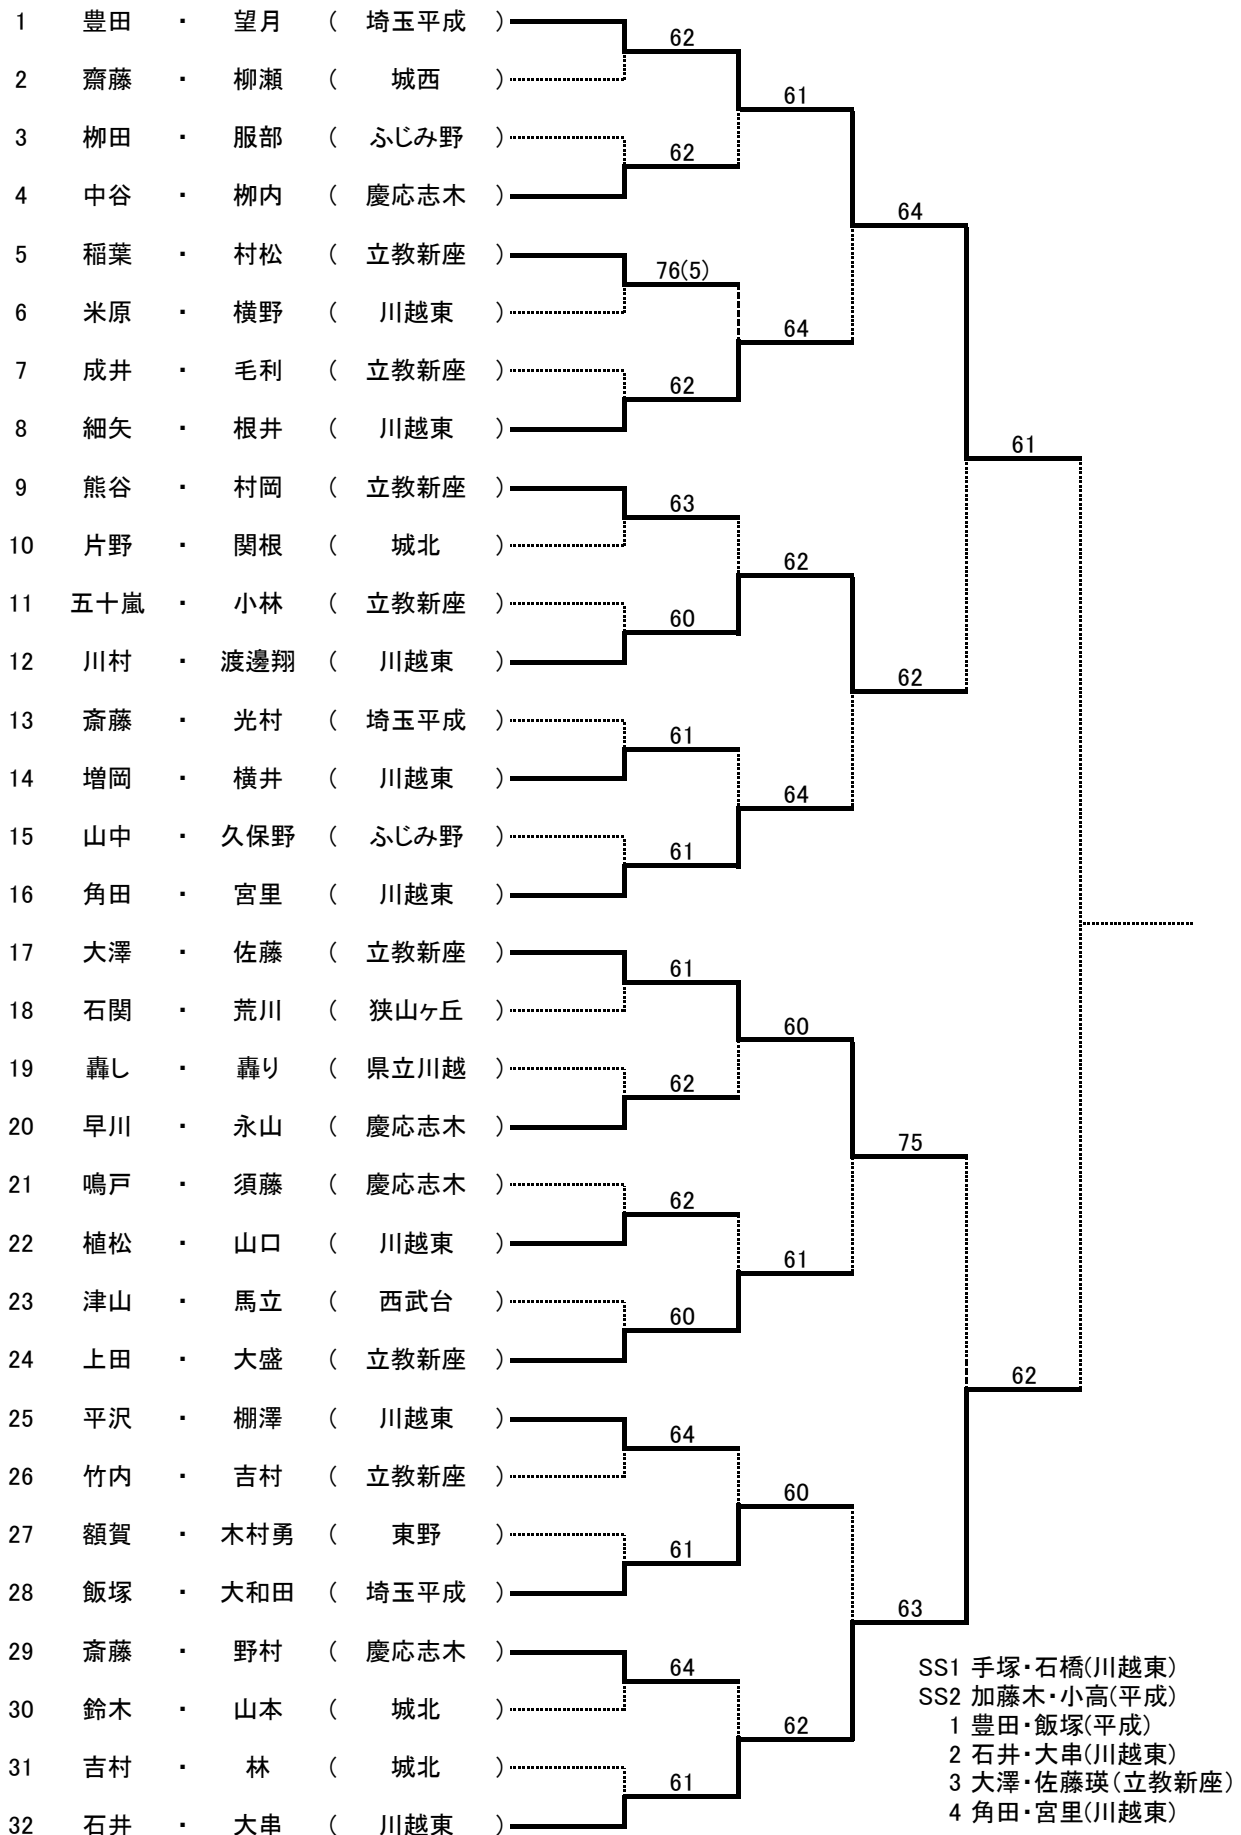 1 豊田 ・ 望月 ( 埼玉平成 )
62
2 齋藤 ・ 柳瀬 ( 城西 )
61
3 栁田 ・ 服部 ( ふじみ野 )
62
4 中谷 ・ 栁内 ( 慶応志木 )
64
5 稲葉 ・ 村松 ( 立教新座 )
76(5)
6 米原 ・ 横野 ( 川越東 )
64
7 成井 ・ 毛利 ( 立教新座 )
62
8 細矢 ・ 根井 ( 川越東 )
61
9 熊谷 ・ 村岡 ( 立教新座 )
63
10 片野 ・ 関根 ( 城北 )
62
11 五十嵐 ・ 小林 ( 立教新座 )
60
12 川村 ・ 渡邊翔 ( 川越東 )
62
13 斎藤 ・ 光村 ( 埼玉平成 )
61
14 増岡 ・ 横井 ( 川越東 )
64
15 山中 ・ 久保野 ( ふじみ野 )
61
16 角田 ・ 宮里 ( 川越東 )
17 大澤 ・ 佐藤 ( 立教新座 )
61
18 石関 ・ 荒川 ( 狭山ヶ丘 )
60
19 轟し ・ 轟り ( 県立川越 )
62
20 早川 ・ 永山 ( 慶応志木 )
75
21 鳴戸 ・ 須藤 ( 慶応志木 )
62
22 植松 ・ 山口 ( 川越東 )
61
23 津山 ・ 馬立 ( 西武台 )
60
24 上田 ・ 大盛 ( 立教新座 )
62
25 平沢 ・ 棚澤 ( 川越東 )
64
26 竹内 ・ 吉村 ( 立教新座 )
60
27 額賀 ・ 木村勇 ( 東野 )
61
28 飯塚 ・ 大和田 ( 埼玉平成 )
63
29 斎藤 ・ 野村 ( 慶応志木 )
64
30 鈴木 ・ 山本 ( 城北 )
62
31 吉村 ・ 林 ( 城北 )
61
32 石井 ・ 大串 ( 川越東 )
SS1 手塚・石橋(川越東)
SS2 加藤木・小高(平成)
1 豊田・飯塚(平成)
2 石井・大串(川越東)
3 大澤・佐藤瑛(立教新座)
4 角田・宮里(川越東)